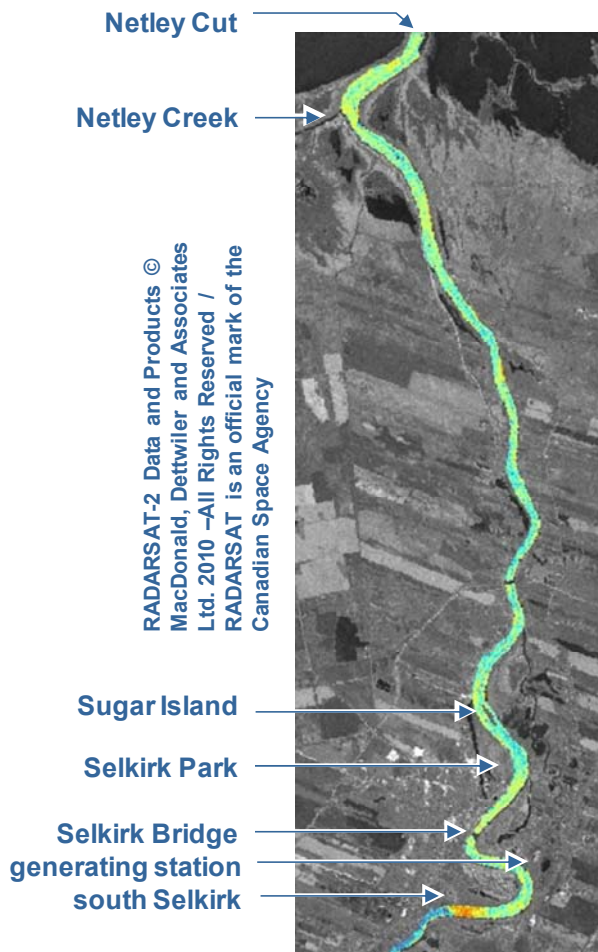 Netley Cut
Netley Creek
RADARSAT-2 Data and Products ©
MacDonald, Dettwiler and Associates
Ltd. 2010 –All Rights Reserved /
RADARSAT is an official mark of the
Canadian Space Agency
Sugar Island
Selkirk Park
Selkirk Bridge
generating station
south Selkirk